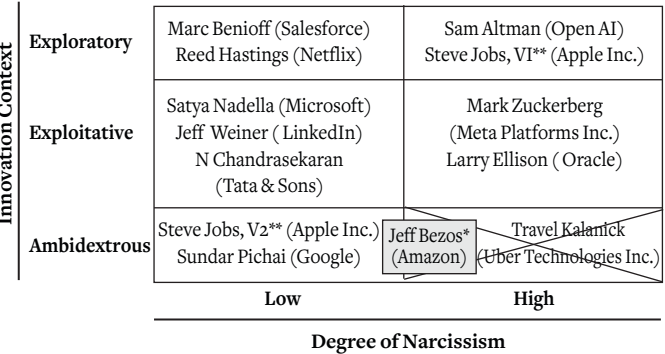 Innovation Context
Exploratory
Marc Benioff (Salesforce)
Reed Hastings (Netflix)
Sam Altman (Open AI)
Steve Jobs, VI** (Apple Inc.)
Exploitative
Satya Nadella (Microsoft)
Jeff Weiner ( LinkedIn)
N Chandrasekaran
(Tata & Sons)
Mark Zuckerberg
(Meta Platforms Inc.)
Larry Ellison ( Oracle)
Ambidextrous
Steve Jobs, V2** (Apple Inc.)
Sundar Pichai (Google)
Jeff Bezos*
(Amazon)
Travel Kalanick
(Uber Technologies Inc.)
Low
High
Degree of Narcissism